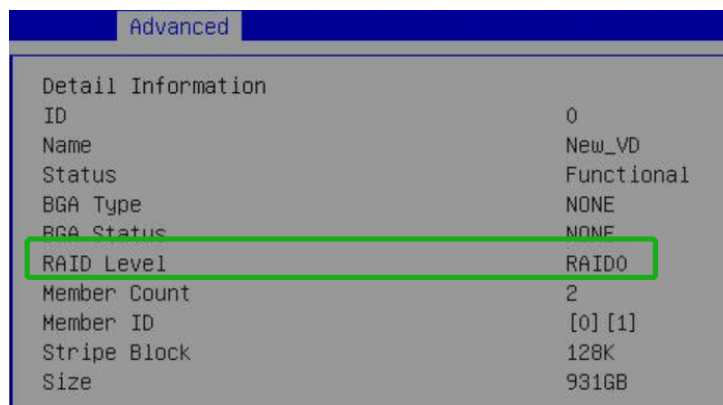 Advanced
Detail Information
ID 0
Name New_VD
Status Functional
BGA Type NONE
BGA Status NONE
RAID Level RAID0
Member Count 2
Member ID [0][1]
Stripe Block 128K
Size 931GB